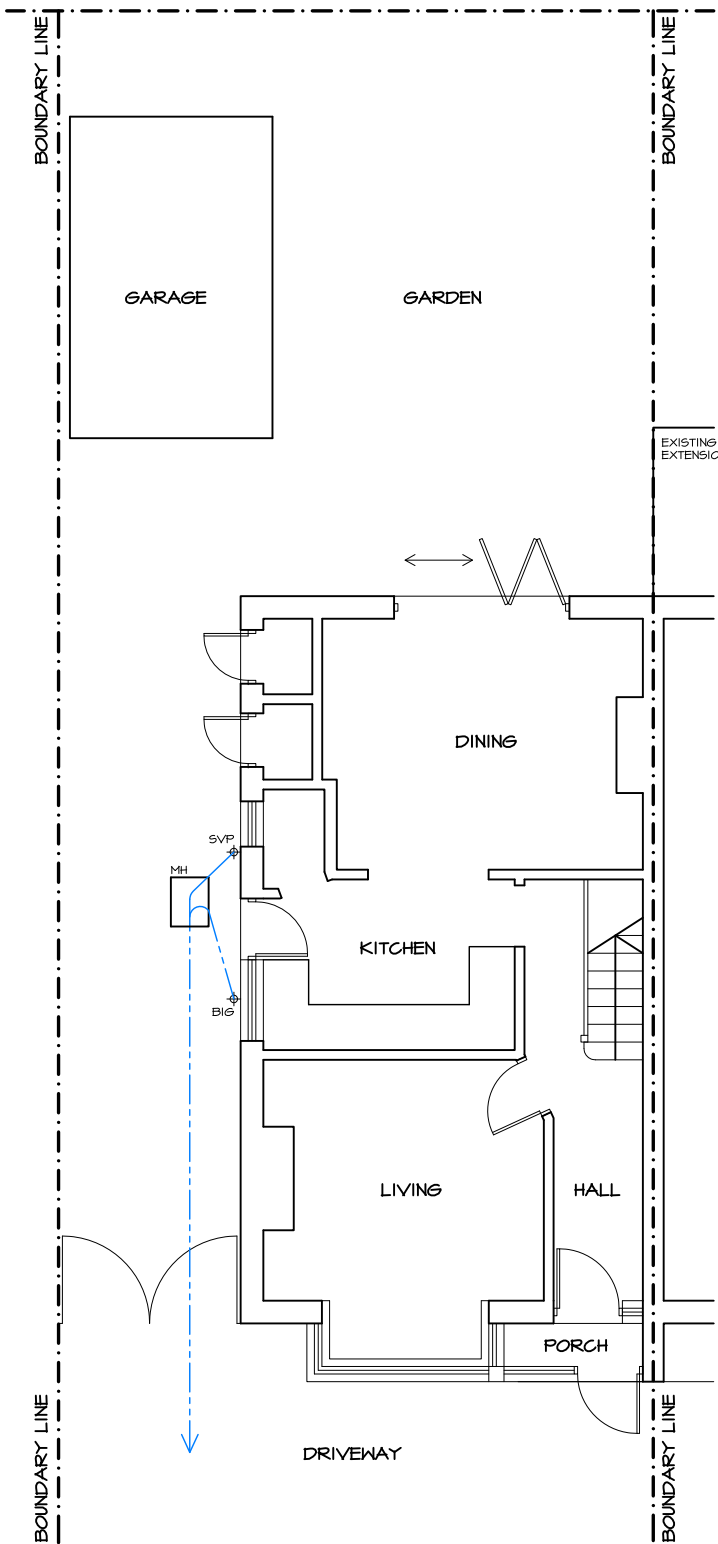 BOUNDARY LINE
BOUNDARY LINE
GARAGE
GARDEN
EXISTING
EXTENSIO
DINING
SVP
MH
KITCHEN
BIG
LIVING
HALL
PORCH
BOUNDARY LINE
BOUNDARY LINE
DRIVEWAY